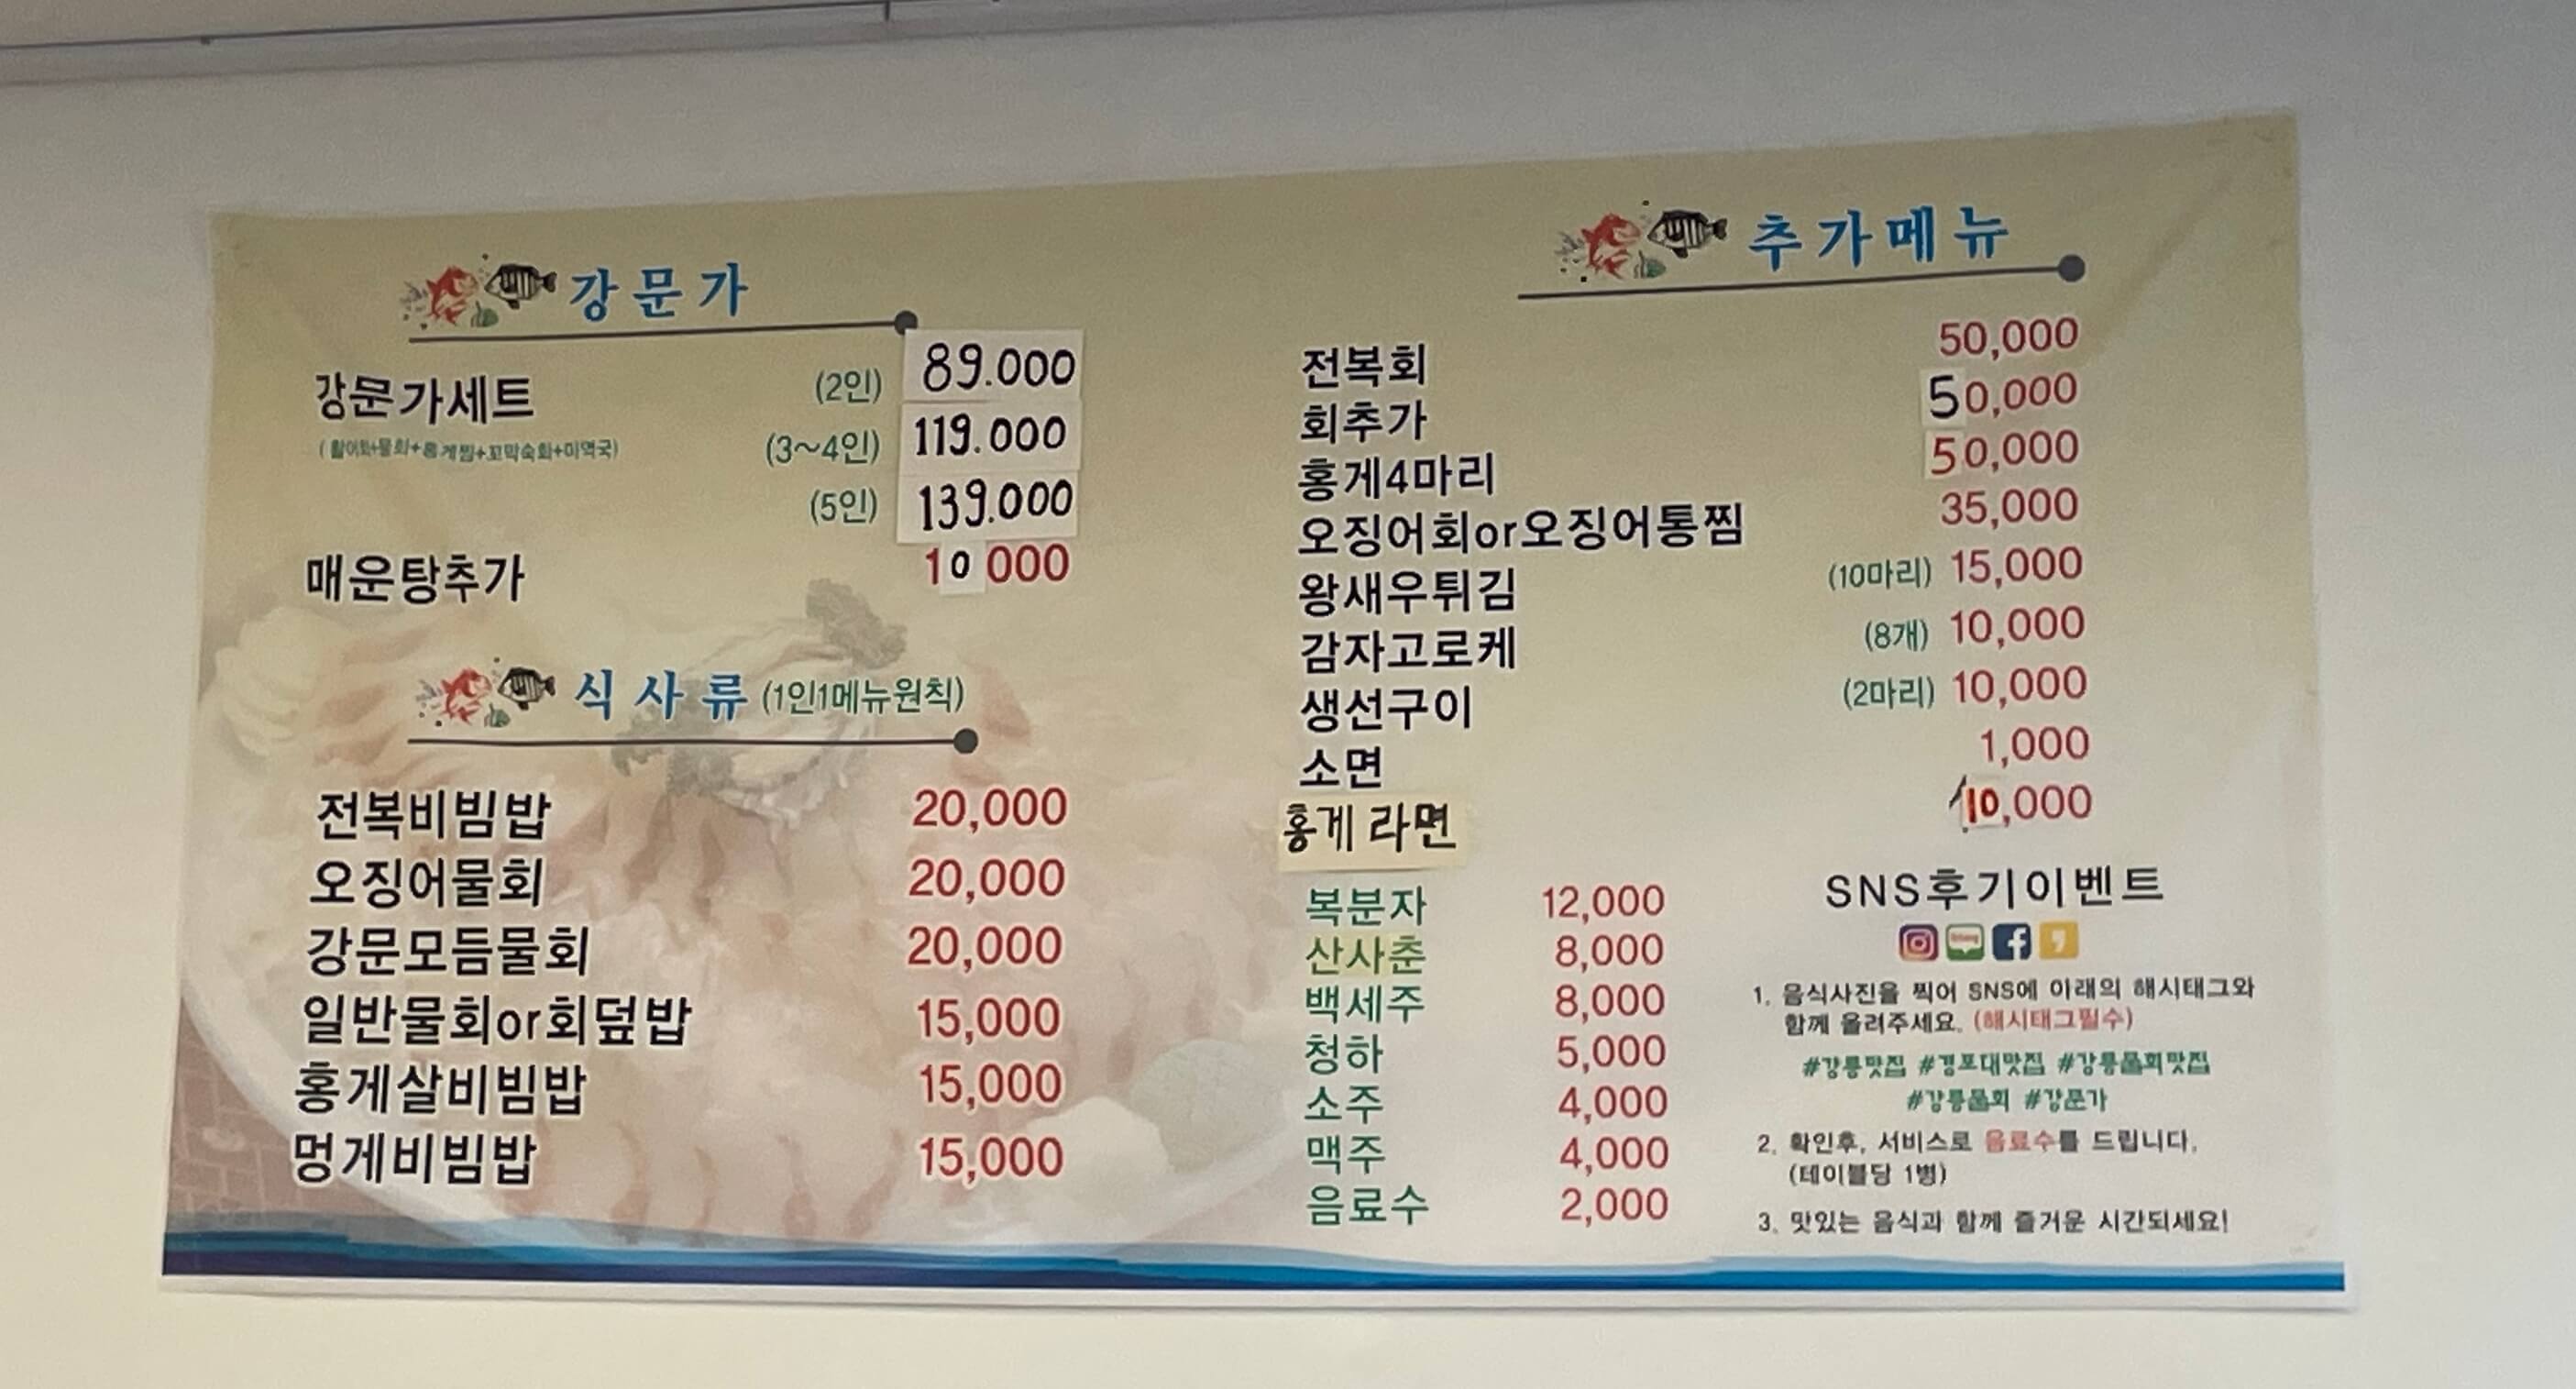 강문가
강문가세트 (2인) 89.000
(활어회+물회+홍게찜+꼬막숙회+미역국) (3~4인) 119.000
(5인) 139.000
매운탕추가 10 000
식사류 (1인1메뉴원칙)
전복비빔밥 20,000
오징어물회 20,000
강문모듬물회 20,000
일반물회or회덮밥 15,000
홍게살비빔밥 15,000
멍게비빔밥 15,000
추가메뉴
전복회 50,000
회추가 50,000
홍게4마리 50,000
오징어회or오징어통찜 35,000
왕새우튀김 (10마리) 15,000
감자고로케 (8개) 10,000
생선구이 (2마리) 10,000
소면 1,000
홍게라면 10,000
복분자 12,000
산사춘 8,000
백세주 8,000
청하 5,000
소주 4,000
맥주 4,000
음료수 2,000
SNS후기이벤트
1. 음식사진을 찍어 SNS에 아래의 해시태그와
함께 올려주세요. (해시태그필수)
#강릉맛집 #경포대맛집 #강릉물회맛집
#강릉물회 #강문가
2. 확인후, 서비스로 음료수를 드립니다.
(테이블당 1병)
3. 맛있는 음식과 함께 즐거운 시간되세요!